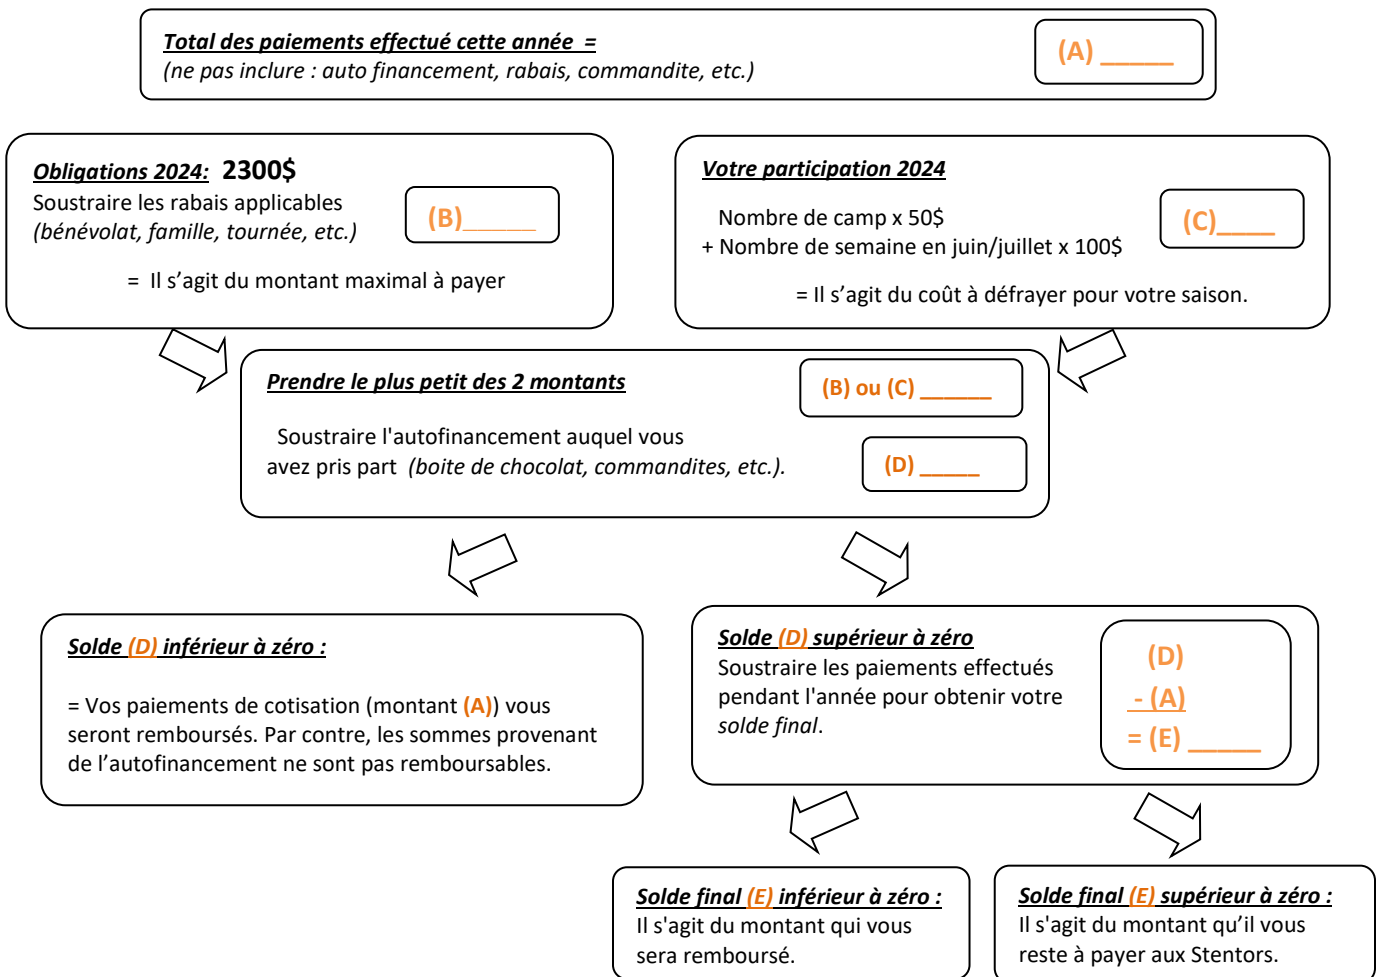 Total des paiements effectué cette année =
(A) _____
(ne pas inclure : auto financement, rabais, commandite, etc.)
Obligations 2024: 2300$
Soustraire les rabais applicables
(bénévolat, famille, tournée, etc.)
(B)_____
= Il s’agit du montant maximal à payer
Votre participation 2024
Nombre de camp x 50$
+ Nombre de semaine en juin/juillet x 100$
(C)____
= Il s’agit du coût à défrayer pour votre saison.
Prendre le plus petit des 2 montants
(B) ou (C) ______
Soustraire l'autofinancement auquel vous
avez pris part (boite de chocolat, commandites, etc.).
(D) _____
Solde (D) inférieur à zéro :
= Vos paiements de cotisation (montant (A)) vous
seront remboursés. Par contre, les sommes provenant
de l’autofinancement ne sont pas remboursables.
Solde (D) supérieur à zéro
Soustraire les paiements effectués
pendant l'année pour obtenir votre
solde final.
(D)
- (A)
= (E) _____
Solde final (E) inférieur à zéro :
Il s'agit du montant qui vous
sera remboursé.
Solde final (E) supérieur à zéro :
Il s'agit du montant qu’il vous
reste à payer aux Stentors.